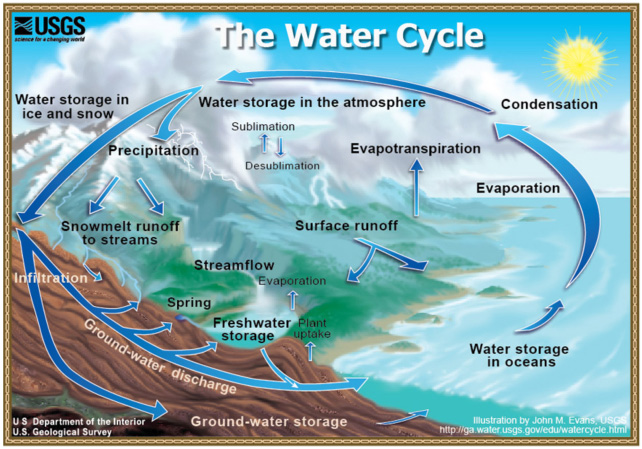 USGS
science for a changing world
The Water Cycle
Water storage in
ice and snow
Water storage in the atmosphere
Condensation
Sublimation
Precipitation
Evapotranspiration
Desublimation
Evaporation
Snowmelt runoff
to streams
Surface runoff
Infiltration
Streamflow
Evaporation
Spring
Freshwater
storage
Plant
uptake
Ground-water discharge
Water storage
in oceans
Ground-water storage
U S Department of the Interior
U.S. Geological Survey
Illustration by John M. Evans, USGS
http://ga.water.usgs.gov/edu/watercycle.html